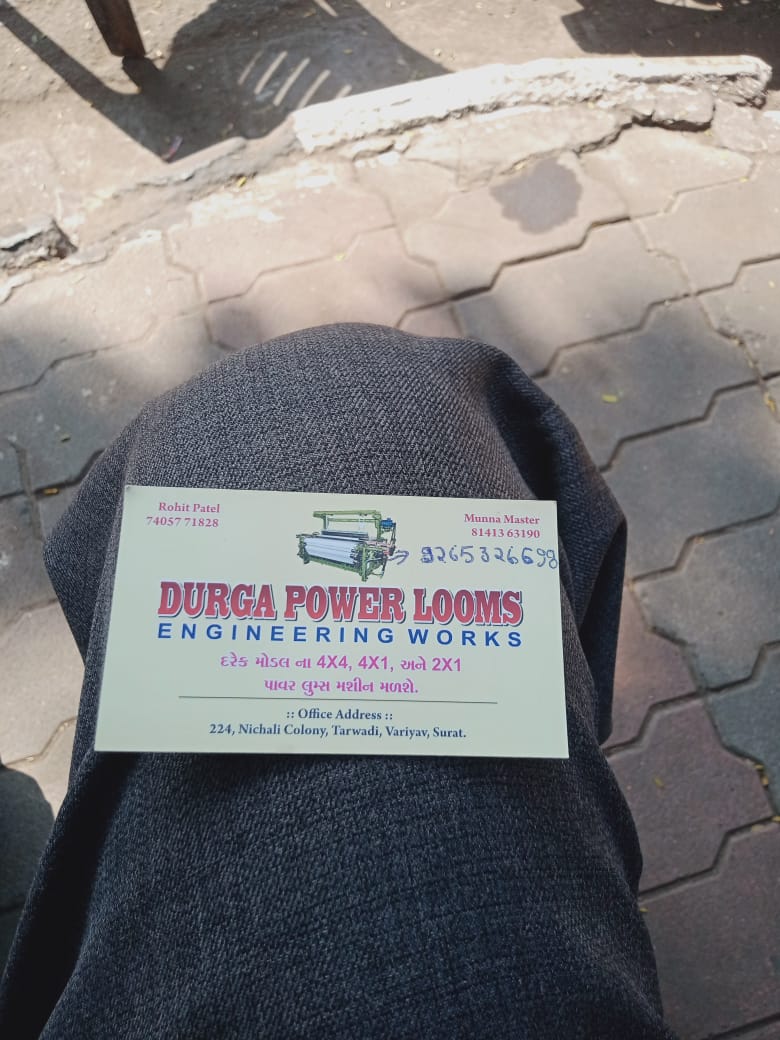 Rohit Patel
74057 71828
Munna Master
81413 63190
9265326698
DURGA POWER LOOMS
ENGINEERING WORKS
દરેક મોડલ ના 4X4, 4X1, અને 2X1
પાવર લુમ્સ મશીન મળશે.
:: Office Address ::
224, Nichali Colony, Tarwadi, Variyav, Surat.